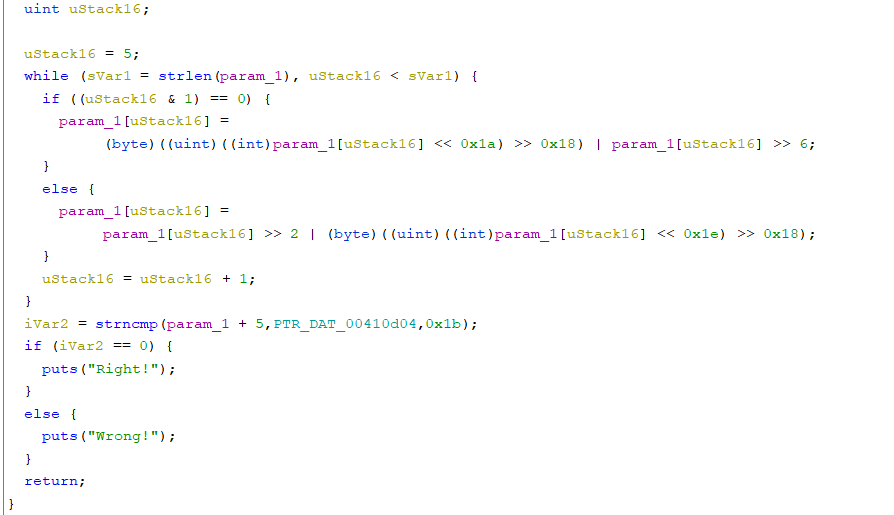 uint uStack16;
uStack16 = 5;
while (sVar1 = strlen(param_1), uStack16 < sVar1) {
if ((uStack16 & 1) == 0) {
param_1[uStack16] =
(byte)((uint)((int)param_1[uStack16] << 0x1a) >> 0x18) | param_1[uStack16] >> 6;
}
else {
param_1[uStack16] =
param_1[uStack16] >> 2 | (byte)((uint)((int)param_1[uStack16] << 0x1e) >> 0x18);
}
uStack16 = uStack16 + 1;
}
iVar2 = strncmp(param_1 + 5,PTR_DAT_00410d04,0x1b);
if (iVar2 == 0) {
puts("Right!");
}
else {
puts("Wrong!");
}
return;
}